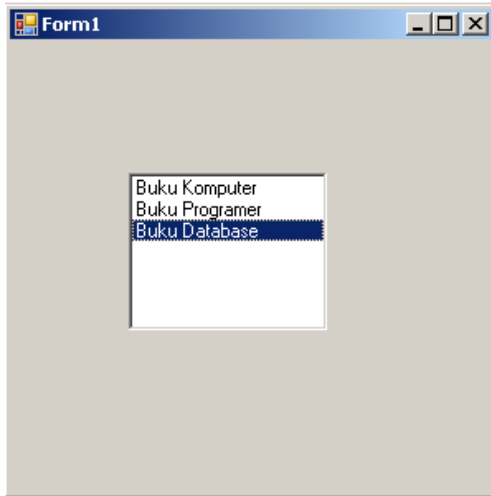 Form1
Buku Komputer
Buku Programer
Buku Database